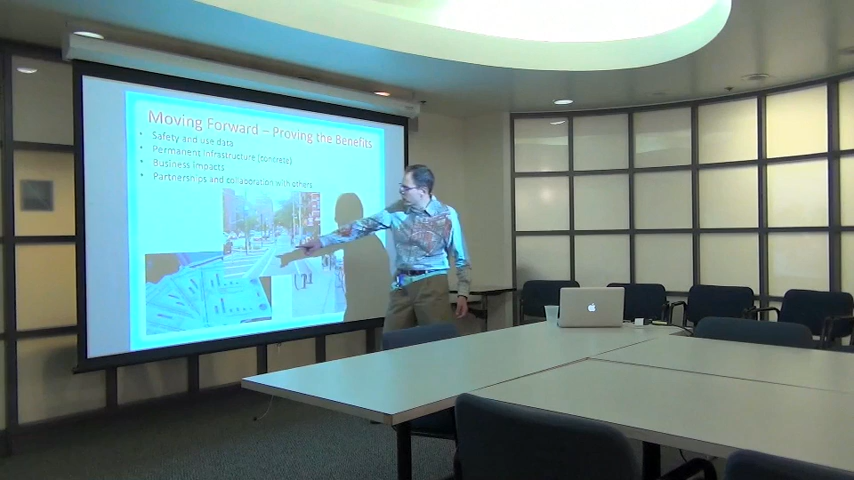 Moving Forward – Proving the Benefits
• Safety and use data
• Permanent infrastructure (concrete)
• Business impacts
• Partnerships and collaboration with others